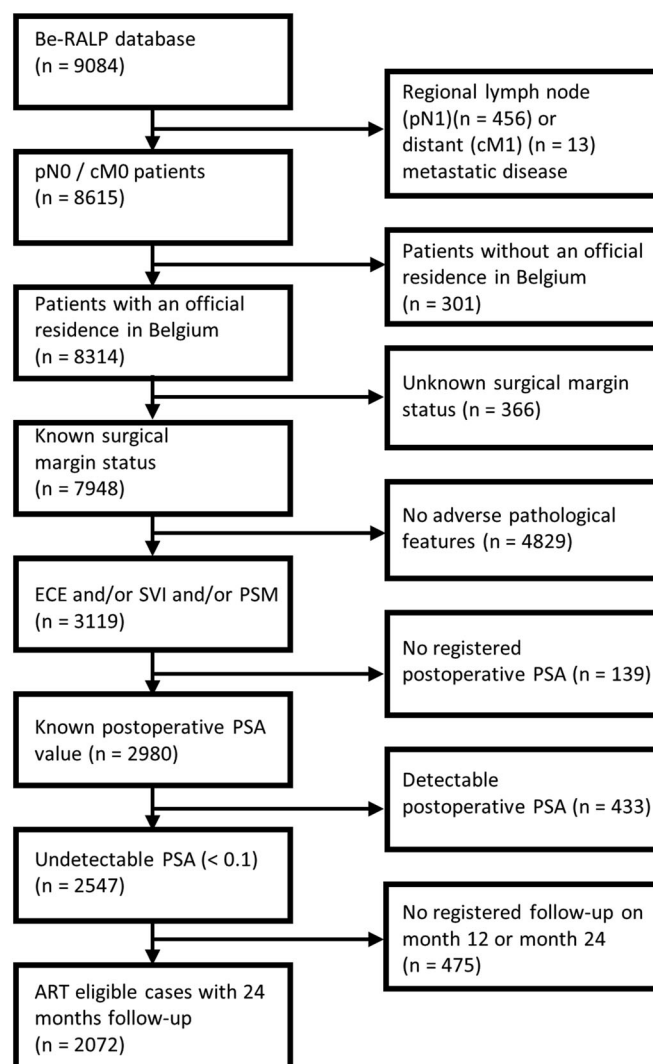 Be-RALP database
(n = 9084)
Regional lymph node
(pN1)(n = 456) or
distant (cM1) (n = 13)
metastatic disease
pN0 / cM0 patients
(n = 8615)
Patients without an official
residence in Belgium
(n = 301)
Patients with an official
residence in Belgium
(n = 8314)
Unknown surgical margin
status (n = 366)
Known surgical
margin status
(n = 7948)
No adverse pathological
features (n = 4829)
ECE and/or SVI and/or PSM
(n = 3119)
No registered
postoperative PSA (n = 139)
Known postoperative PSA
value (n = 2980)
Detectable
postoperative PSA (n = 433)
Undetectable PSA (< 0.1)
(n = 2547)
No registered follow-up on
month 12 or month 24
(n = 475)
ART eligible cases with 24
months follow-up
(n = 2072)